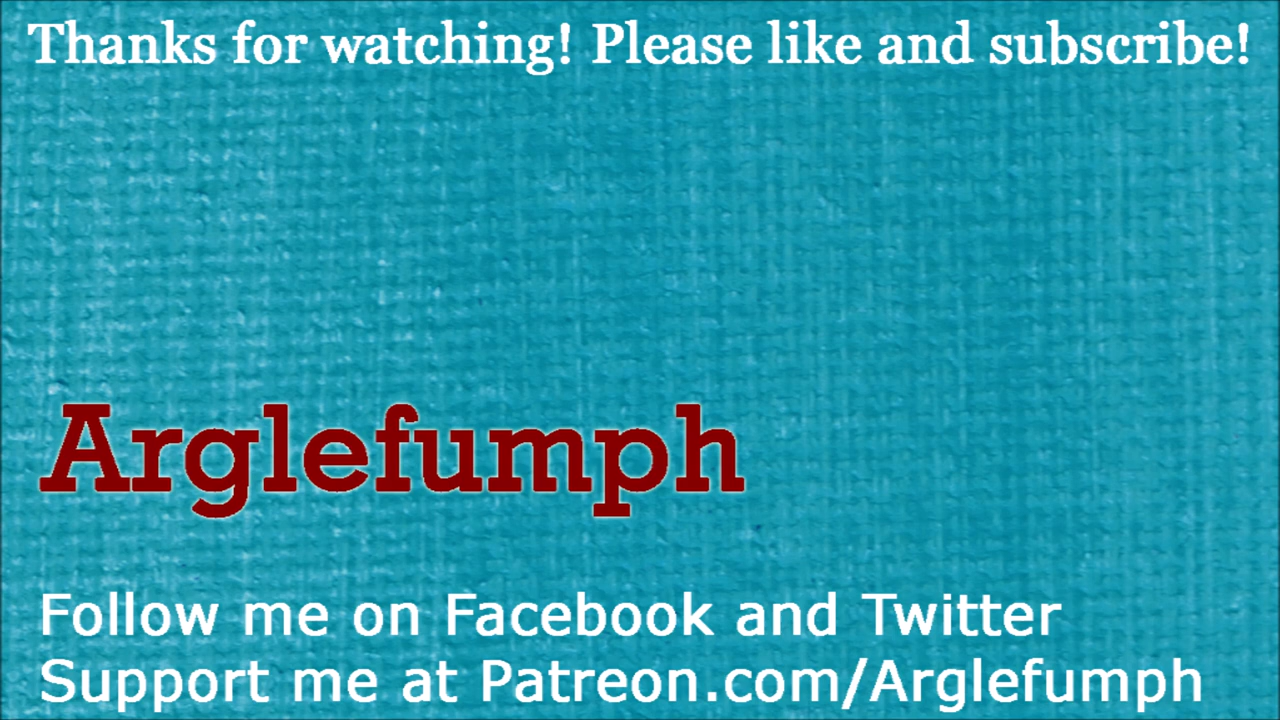 Thanks for watching! Please like and subscribe!
Arglefumph
Follow me on Facebook and Twitter
Support me at Patreon.com/Arglefumph